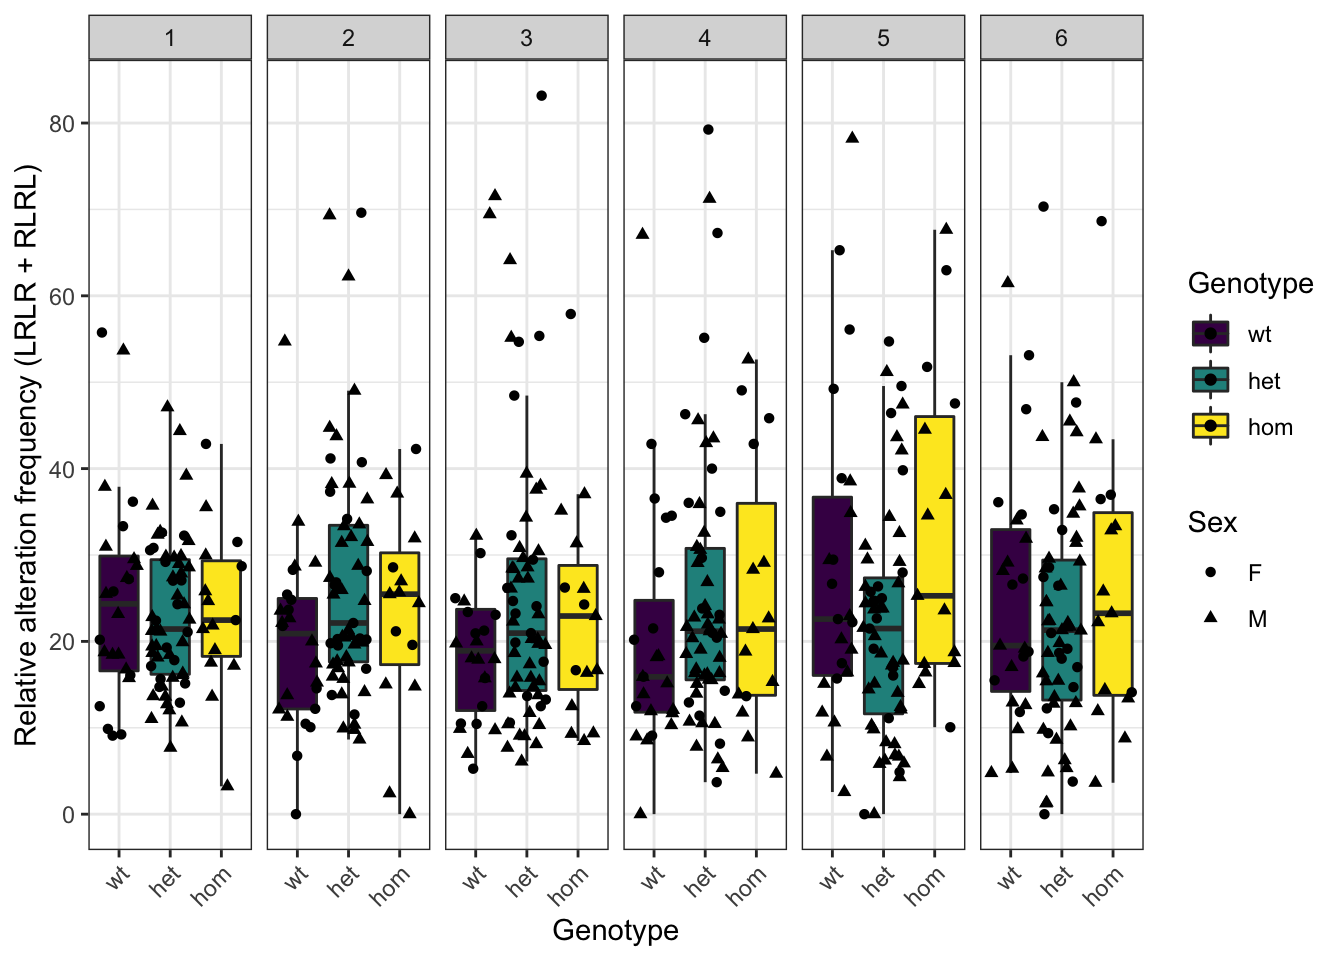 1 2 3 4 5 6
Relative alteration frequency (LRLR + RLRL)
80
60
40
20
0
wt het hom wt het hom wt het hom wt het hom wt het hom wt het hom
Genotype
Genotype
wt
het
hom
Sex
F
M